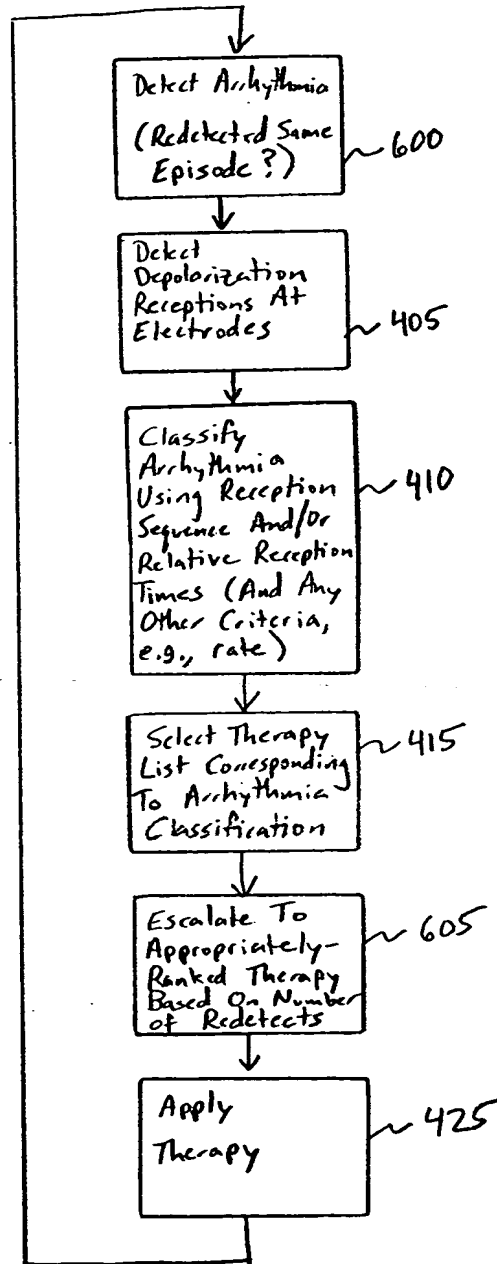 Detect Arrhythmia
(Redetected Same
Episode?)
600
Detect
Depolarization
Receptions At
Electrodes
405
Classify
Arrhythmia
Using Reception
Sequence And/Or
Relative Reception
Times (And Any
Other Criteria,
e.g., rate)
410
Select Therapy
List Corresponding
To Arrhythmia
Classification
415
Escalate To
Appropriately-
Ranked Therapy
Based On Number
of Redetects
605
Apply
Therapy
425